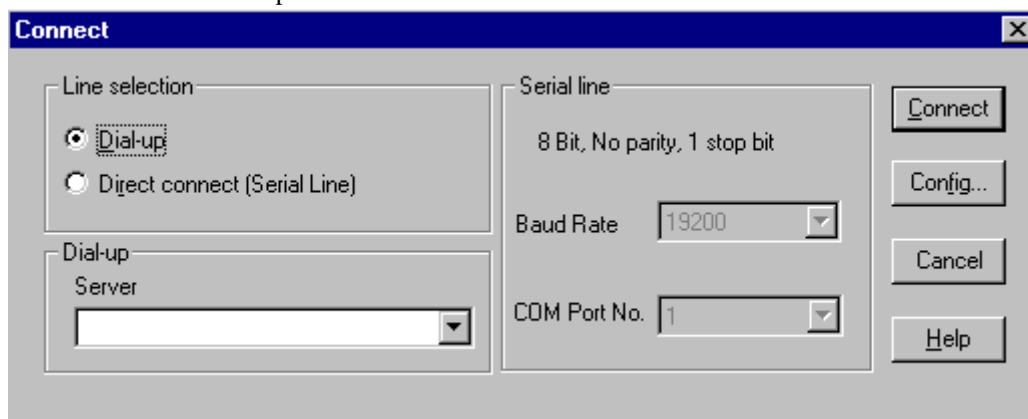 Connect
Line selection
Dial-up
Direct connect (Serial Line)
Dial-up
Server
Serial line
8 Bit, No parity, 1 stop bit
Baud Rate 19200
COM Port No. 1
Connect
Config...
Cancel
Help